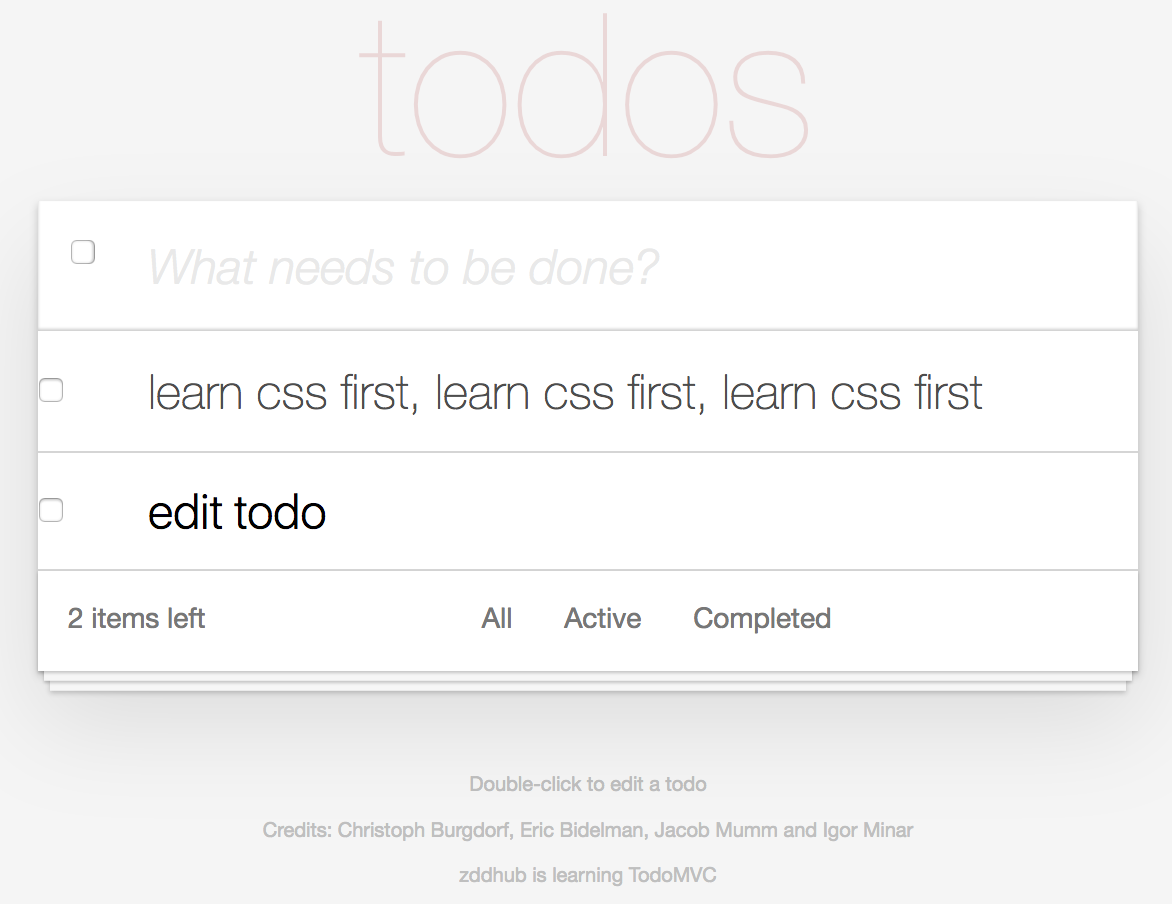 todos
What needs to be done?
learn css first, learn css first, learn css first
edit todo
2 items left All Active Completed
Double-click to edit a todo
Credits: Christoph Burgdorf, Eric Bidelman, Jacob Mumm and Igor Minar
zddhub is learning TodoMVC